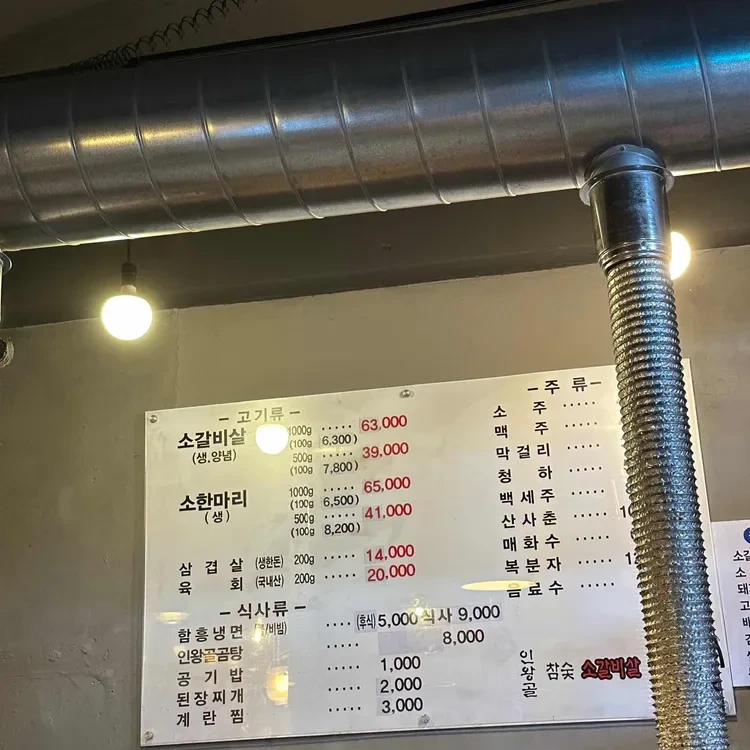 - 고기류 -
소갈비살 1000g ····· 63,000
(생,양념) (100g 6,300)
500g ····· 39,000
(100g 7,800)
소한마리 1000g ····· 65,000
(생) (100g 6,500)
500g ····· 41,000
(100g 8,200)
삼겹살 (생한돈) 200g ····· 14,000
육회 (국내산) 200g ····· 20,000
- 식사류 -
함흥냉면 /비빔) ···· (후식) 5,000 식사 9,000
인왕골곰탕 ····· 8,000
공기밥 ····· 1,000
된장찌개 ····· 2,000
계란찜 ····· 3,000
- 주류 -
소주 ·····
맥주 ·····
막걸리 ·····
청하 ·····
백세주 ·····
산사춘 ·····
매화수 ·····
복분자 ·····
음료수 ·····
인왕골 참숯 소갈비살